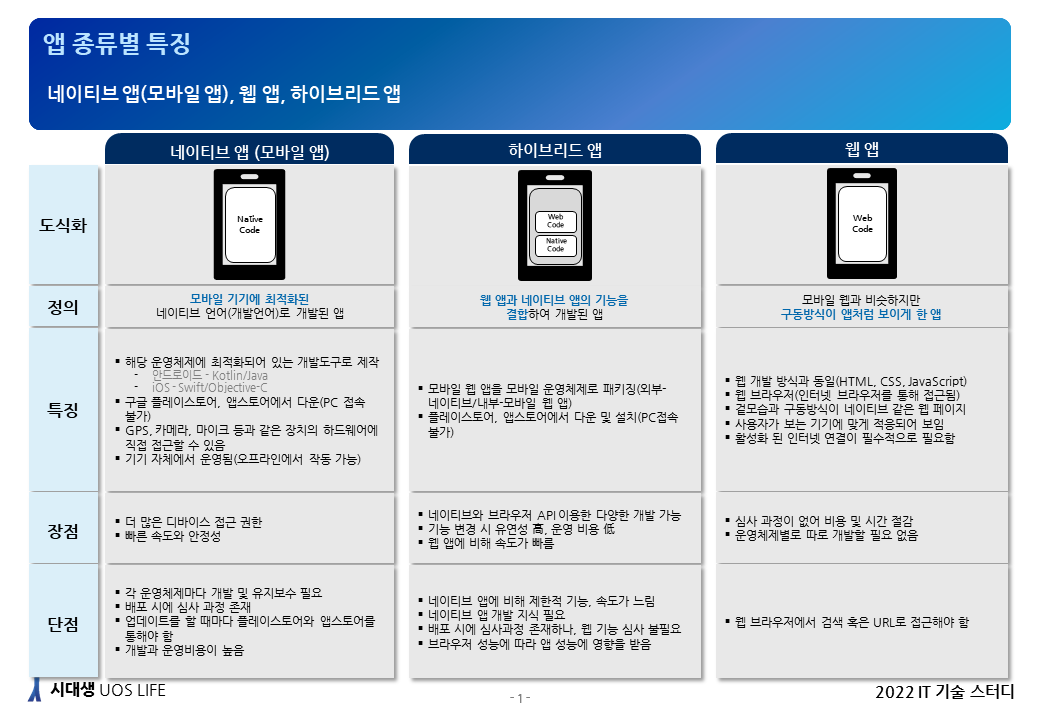 앱 종류별 특징
네이티브 앱(모바일 앱), 웹 앱, 하이브리드 앱
네이티브 앱 (모바일 앱)
하이브리드 앱
웹 앱
도식화
Native
Code
Web
Code
Native
Code
Web
Code
정의
모바일 기기에 최적화된
네이티브 언어(개발언어)로 개발된 앱
웹 앱과 네이티브 앱의 기능을
결합하여 개발된 앱
모바일 웹과 비슷하지만
구동방식이 앱처럼 보이게 한 앱
특징
▪ 해당 운영체제에 최적화되어 있는 개발도구로 제작
- 안드로이드 - Kotlin/Java
- iOS - Swift/Objective-C
▪ 구글 플레이스토어, 앱스토어에서 다운(PC 접속
불가)
▪ GPS, 카메라, 마이크 등과 같은 장치의 하드웨어에
직접 접근할 수 있음
▪ 기기 자체에서 운영됨(오프라인에서 작동 가능)
▪ 모바일 웹 앱을 모바일 운영체제로 패키징(외부-
네이티브/내부-모바일 웹 앱)
▪ 플레이스토어, 앱스토어에서 다운 및 설치(PC접속
불가)
▪ 웹 개발 방식과 동일(HTML, CSS, JavaScript)
▪ 웹 브라우저(인터넷 브라우저를 통해 접근됨)
▪ 겉모습과 구동방식이 네이티브 같은 웹 페이지
▪ 사용자가 보는 기기에 맞게 적응되어 보임
▪ 활성화 된 인터넷 연결이 필수적으로 필요함
장점
▪ 더 많은 디바이스 접근 권한
▪ 빠른 속도와 안정성
▪ 네이티브와 브라우저 API이용한 다양한 개발 가능
▪ 기능 변경 시 유연성 高, 운영 비용 低
▪ 웹 앱에 비해 속도가 빠름
▪ 심사 과정이 없어 비용 및 시간 절감
▪ 운영체제별로 따로 개발할 필요 없음
단점
▪ 각 운영체제마다 개발 및 유지보수 필요
▪ 배포 시에 심사 과정 존재
▪ 업데이트를 할 때마다 플레이스토어와 앱스토어를
통해야 함
▪ 개발과 운영비용이 높음
▪ 네이티브 앱에 비해 제한적 기능, 속도가 느림
▪ 네이티브 앱 개발 지식 필요
▪ 배포 시에 심사과정 존재하나, 웹 기능 심사 불필요
▪ 브라우저 성능에 따라 앱 성능에 영향을 받음
▪ 웹 브라우저에서 검색 혹은 URL로 접근해야 함
시대생 UOS LIFE
- 1 -
2022 IT 기술 스터디